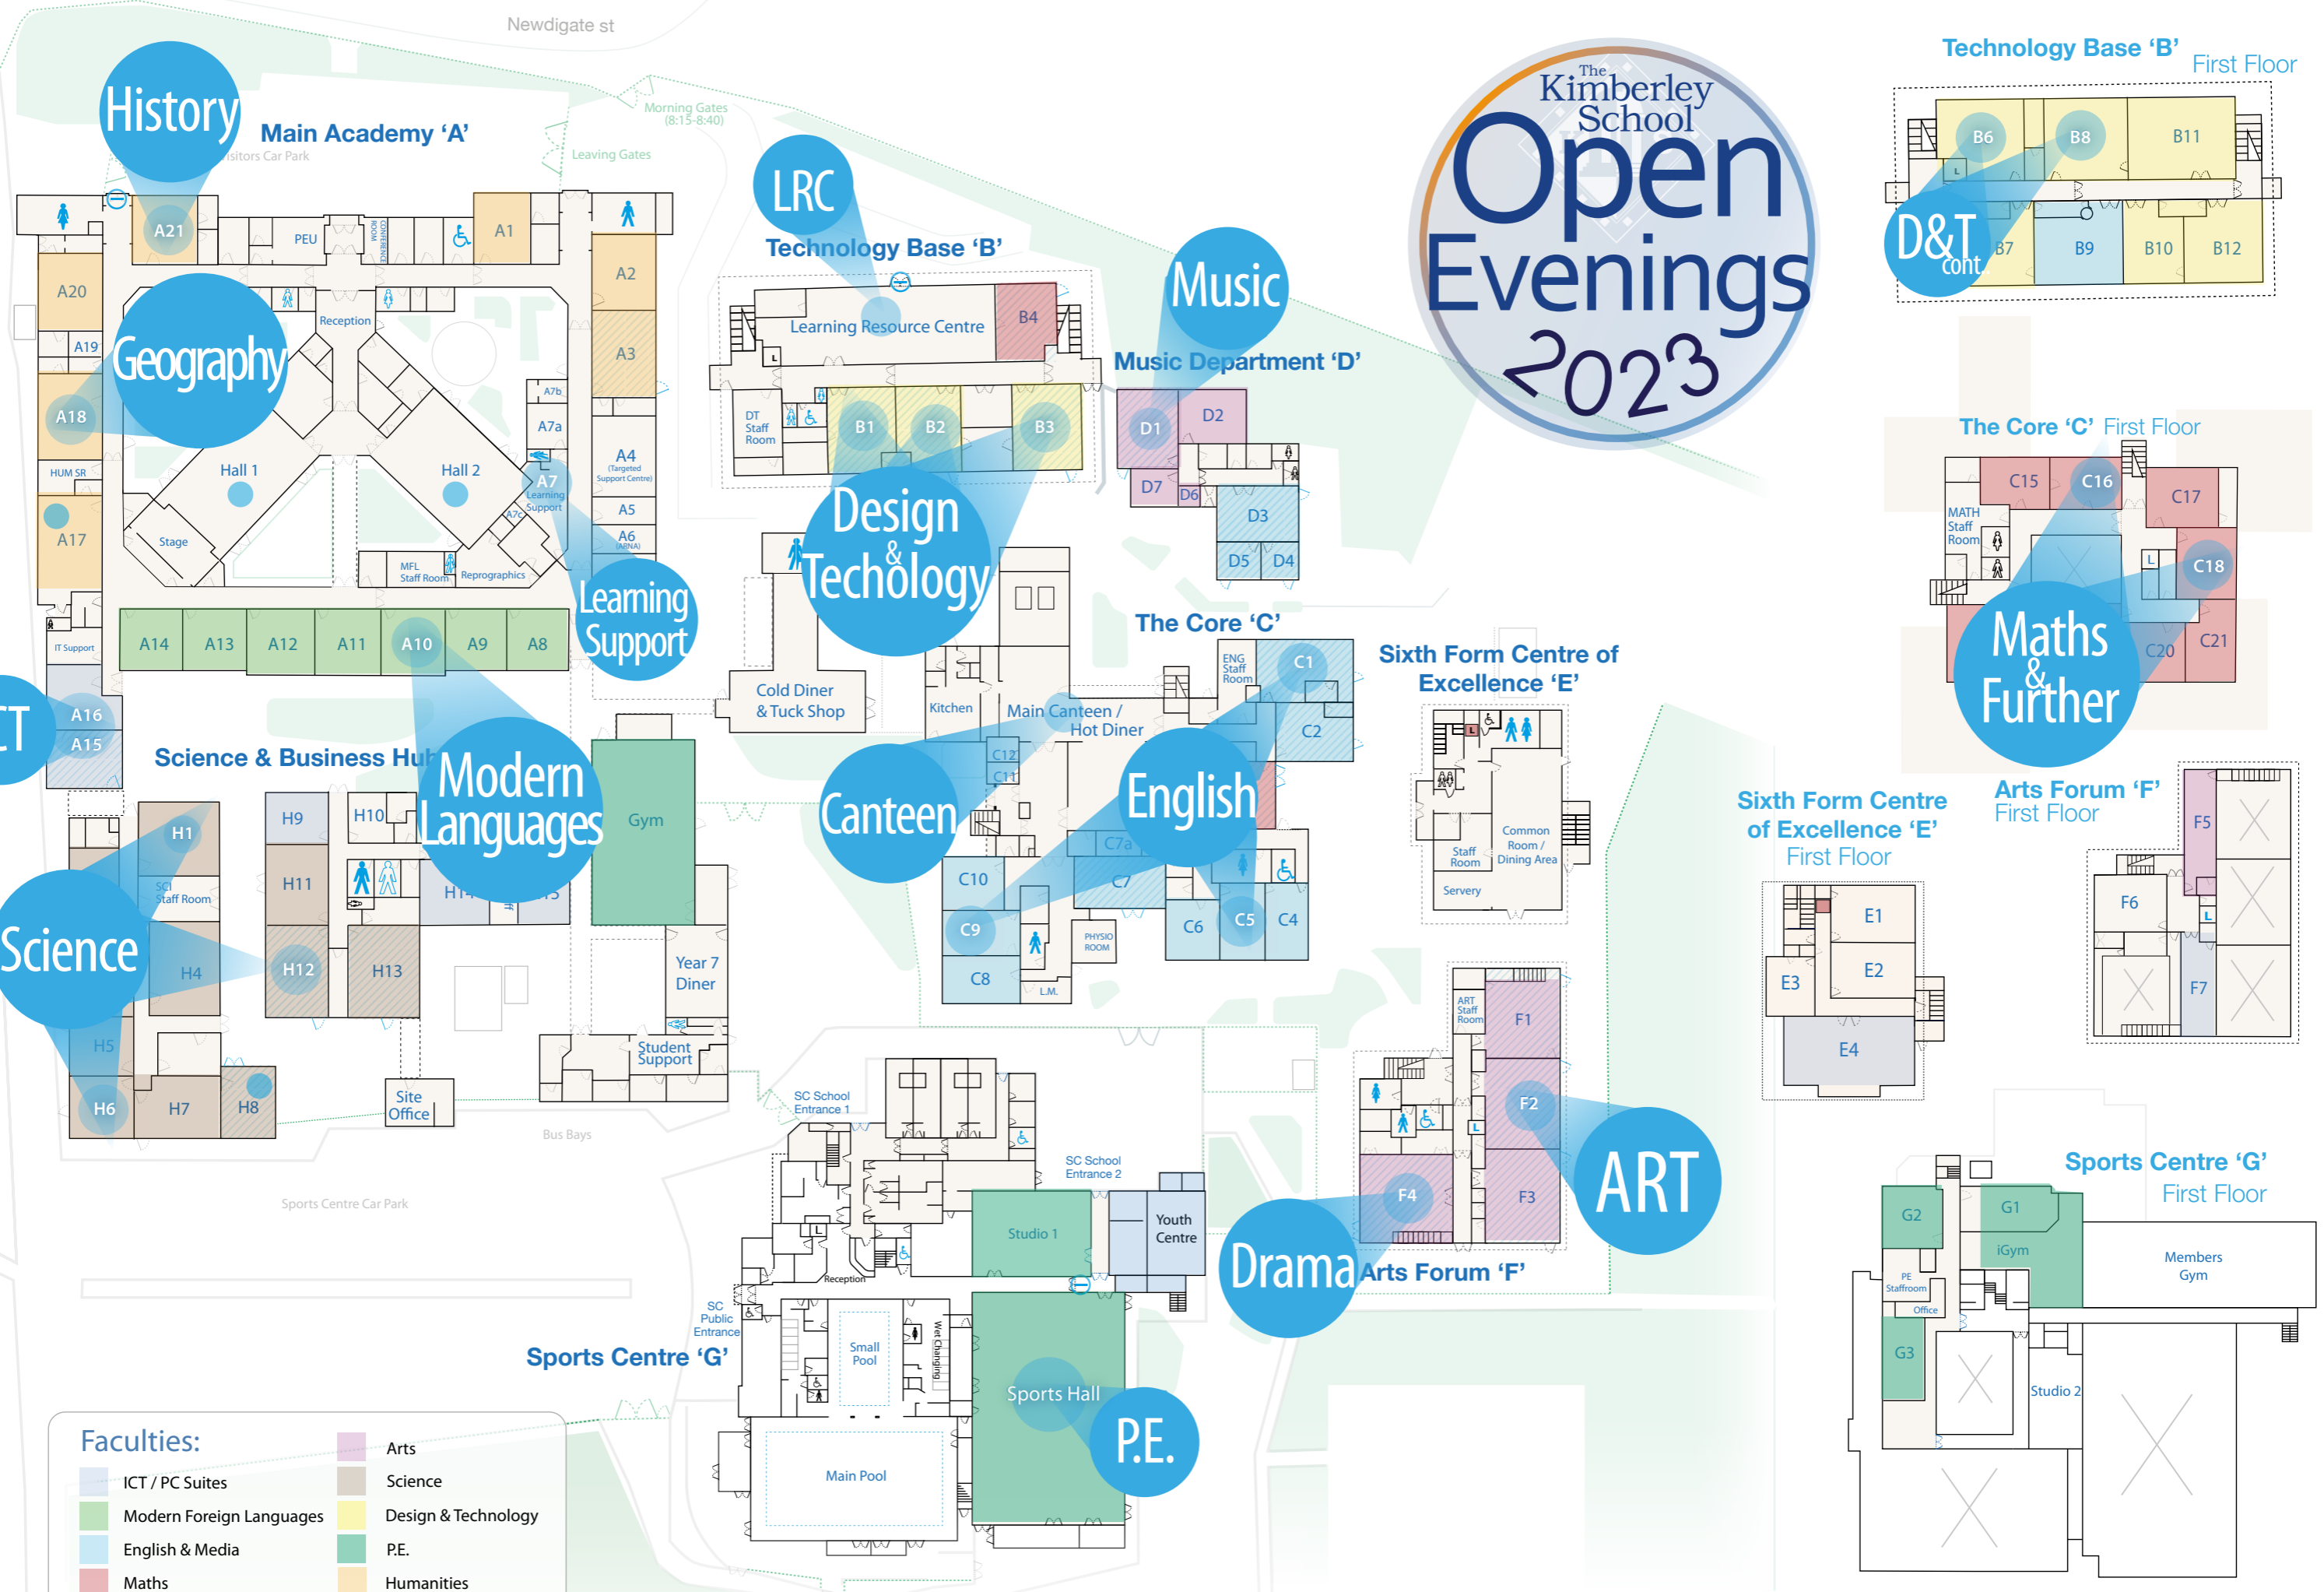 Newdigate st
Morning Gates
(8:15-8:40)
Leaving Gates
History
Main Academy ‘A’
isitors Car Park
A21
PEU
CONFERENCE
ROOM
A1
A20
A2
A19
Reception
A3
Geography
A18
A7b
A7a
HUM SR
Hall 1
Hall 2
A4
(Targeted
Support Centre)
A7
Learning
Support
A7c
A5
A6
(ARNA)
A17
Stage
MFL
Staff Room
Reprographics
Learning
Support
IT Support
A14
A13
A12
A11
A10
A9
A8
CT
A16
A15
LRC
Technology Base ‘B’
Learning Resource Centre
B4
L
DT
Staff
Room
B1
B2
B3
Design
&
Techology
Music
Music Department ‘D’
D1
D2
D7
D6
D3
D5
D4
The Kimberley
School
Open
Evenings
2023
Technology Base ‘B’
First Floor
B6
B8
B11
L
D&T
cont..
B7
B9
B10
B12
The Core ‘C’ First Floor
C15
C16
C17
MATH
Staff
Room
L
C18
Maths
&
Further
C20
C21
Cold Diner
& Tuck Shop
The Core ‘C’
ENG
Staff
Room
C1
Kitchen
Main Canteen /
Hot Diner
C2
C12
C11
Canteen
English
C7a
C10
C7
C9
C6
C5
C4
PHYSIO
ROOM
C8
L.M.
Sixth Form Centre of
Excellence ‘E’
L
Common
Room /
Dining Area
Staff
Room
Servery
Sixth Form Centre
of Excellence ‘E’
First Floor
E1
E2
E3
E4
Arts Forum ‘F’
First Floor
F5
F6
L
F7
Science & Business Hu
Modern
Languages
Gym
H1
H9
H10
SCI
Staff Room
H11
H14
Science
H4
H12
H13
H5
H6
H7
H8
Year 7
Diner
Student
Support
Site
Office
Bus Bays
Sports Centre Car Park
ART
Staff
Room
F1
F2
L
F3
F4
ART
Drama
Arts Forum ‘F’
SC School
Entrance 1
SC School
Entrance 2
Studio 1
Youth
Centre
L
Reception
SC
Public
Entrance
Sports Centre ‘G’
Small
Pool
Wet Changing
Sports Hall
P.E.
Main Pool
Sports Centre ‘G’
First Floor
G2
G1
iGym
Members
Gym
PE
Staffroom
Office
G3
Studio 2
Faculties:
ICT / PC Suites
Modern Foreign Languages
English & Media
Maths
Arts
Science
Design & Technology
P.E.
Humanities